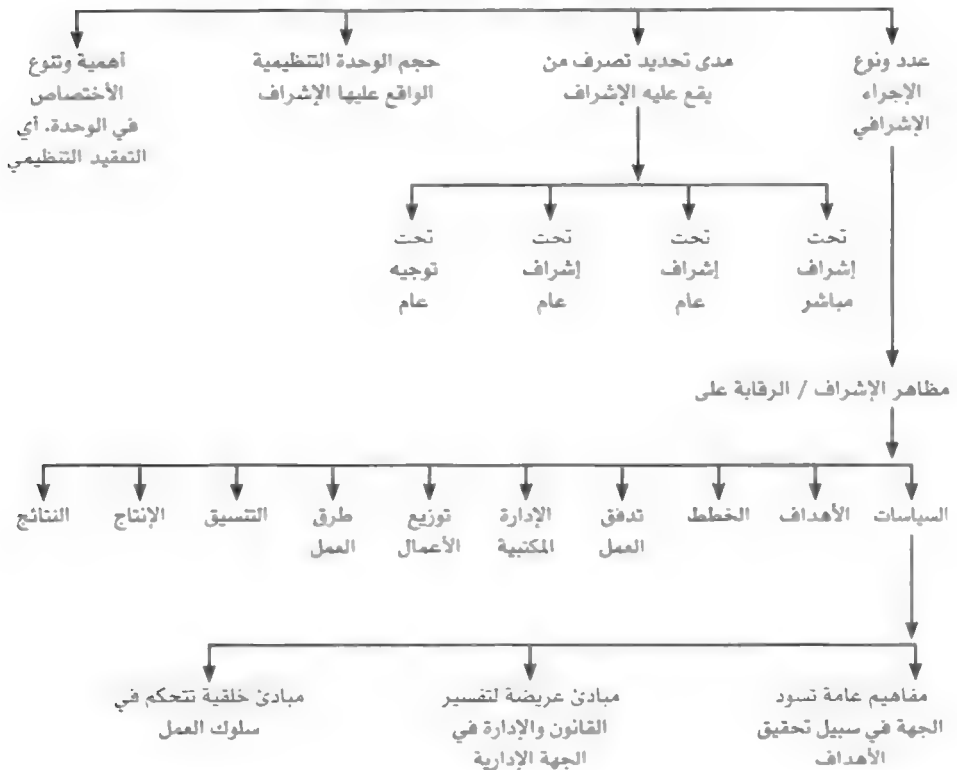 عدد ونوع
الإجراء
الإشرافي
مدى تحديد تصرف من
يقع عليه الإشراف
حجم الوحدة التنظيمية
الواقع عليها الإشراف
أهمية وتنوع
الأختصاص
في الوحدة. أي
التعقيد التنظيمي
تحت
إشراف
مباشر
تحت
إشراف
عام
تحت
إشراف
عام
تحت
توجيه
عام
مظاهر الإشراف / الرقابة على
السياسات
الأهداف
الخطط
تدفق
العمل
الإدارة
المكتبية
توزيع
الأعمال
طرق
العمل
التنسيق
الإنتاج
النتائج
مفاهيم عامة تسود
الجهة في سبيل تحقيق
الأهداف
مبادئ عريضة لتفسير
القانون والإدارة في
الجهة الإدارية
مبادئ خلقية تتحكم في
سلوك العمل